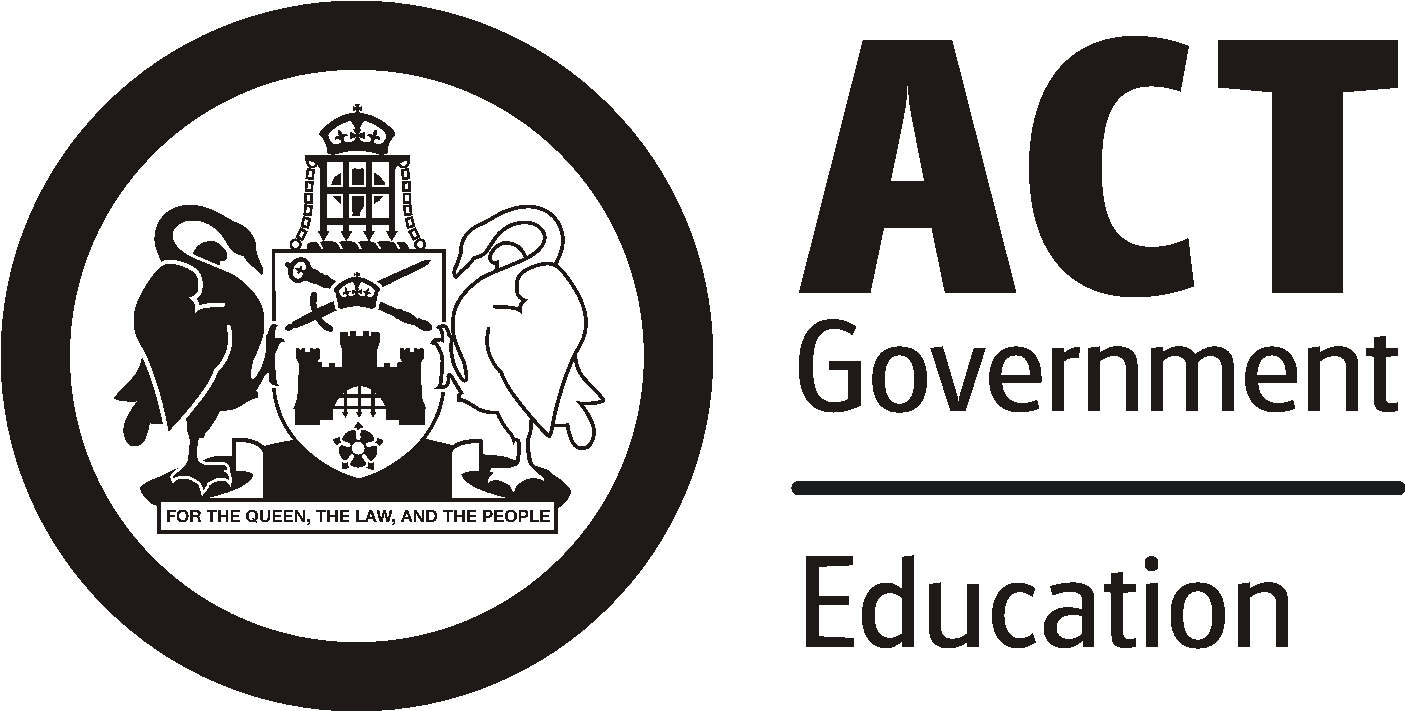 FOR THE QUEEN, THE LAW, AND THE PEOPLE
ACT
Government
Education